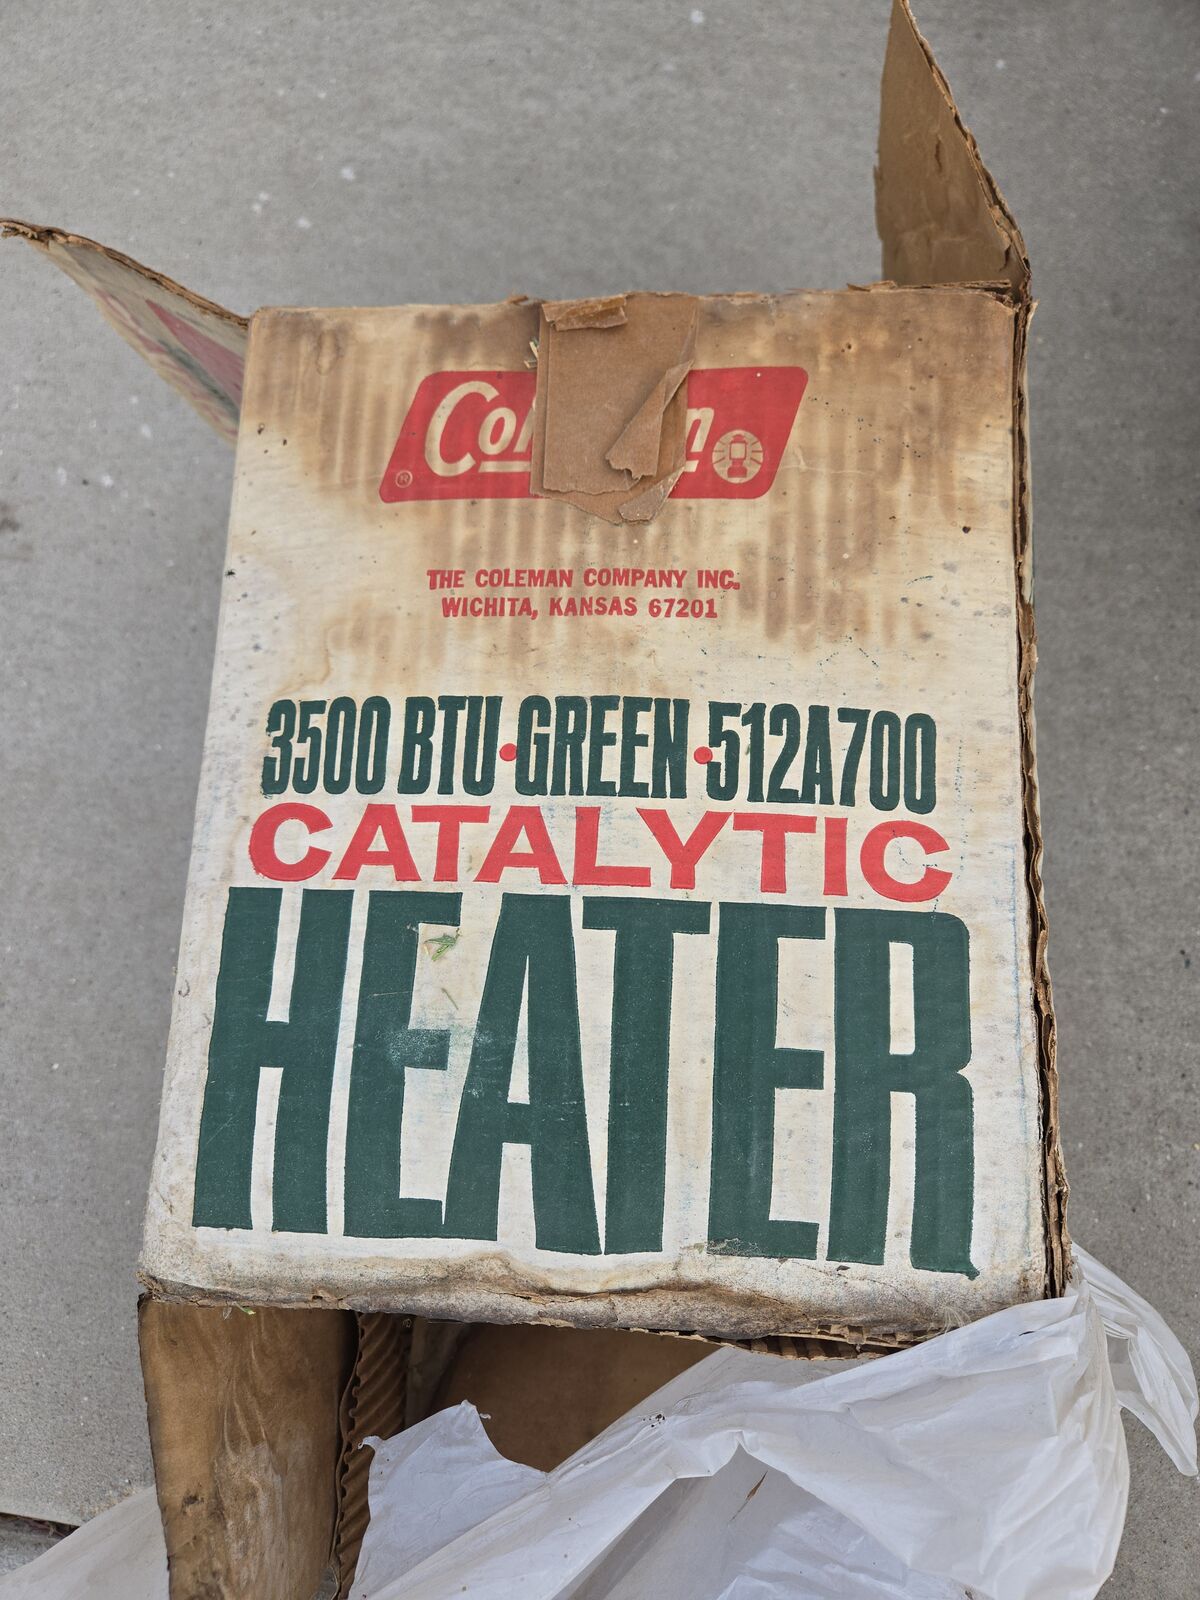 ®
THE COLEMAN COMPANY INC.
WICHITA, KANSAS 67201
3500 BTU • GREEN • 512A700
CATALYTIC
HEATER